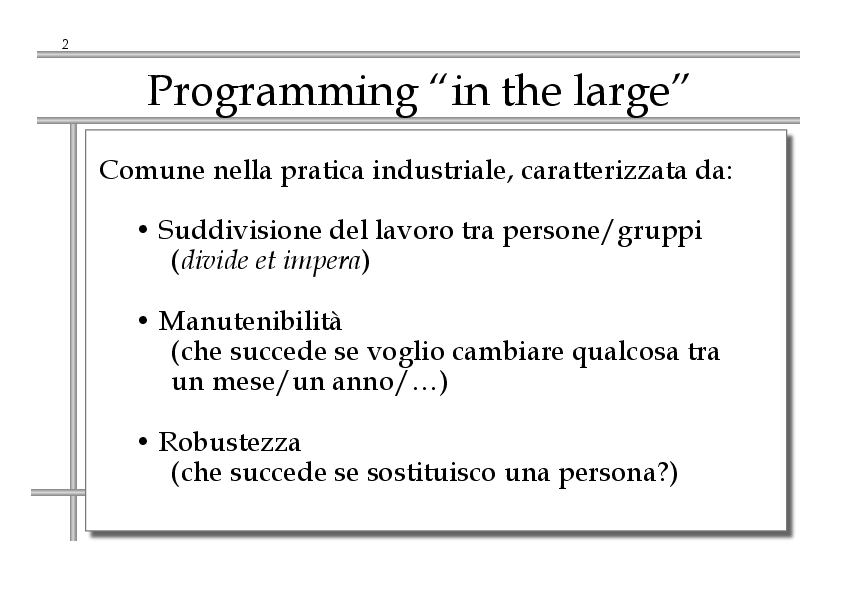 2
Programming “in the large”
Comune nella pratica industriale, caratterizzata da:
• Suddivisione del lavoro tra persone/gruppi
(divide et impera)
• Manutenibilità
(che succede se voglio cambiare qualcosa tra
un mese/un anno/…)
• Robustezza
(che succede se sostituisco una persona?)